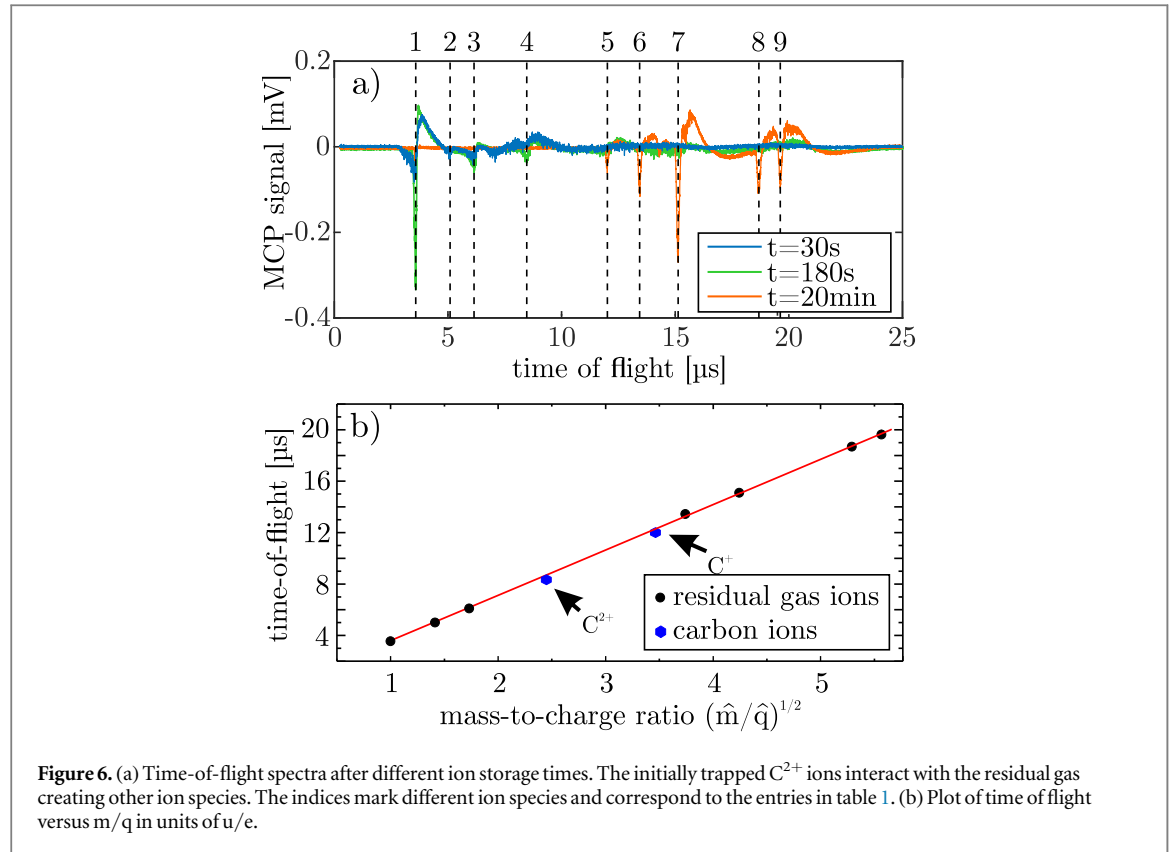 1 2 3 4 5 6 7 8 9
a)
0.2
0
-0.2
-0.4
MCP signal [mV]
t=30s
t=180s
t=20min
0 5 10 15 20 25
time of flight [µs]
b)
20
16
12
8
4
time-of-flight [µs]
C⁺
C²⁺
residual gas ions
carbon ions
1 2 3 4 5
mass-to-charge ratio (m̂/q̂)^1/2
Figure 6. (a) Time-of-flight spectra after different ion storage times. The initially trapped C²⁺ ions interact with the residual gas
creating other ion species. The indices mark different ion species and correspond to the entries in table 1. (b) Plot of time of flight
versus m/q in units of u/e.